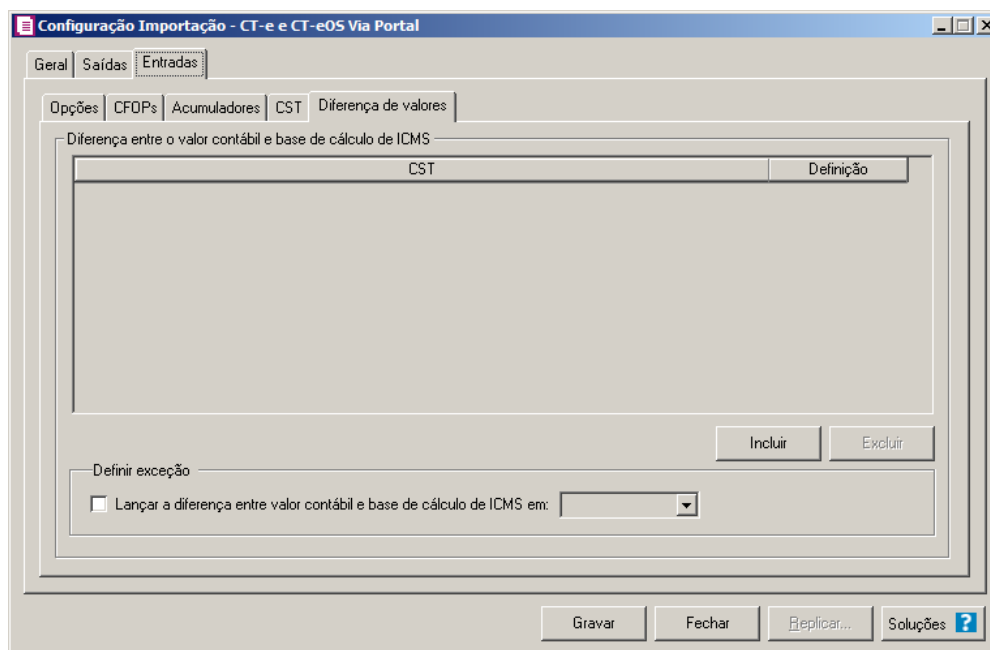 Configuração Importação - CT-e e CT-eOS Via Portal
Geral Saídas Entradas
Opções CFOPs Acumuladores CST Diferença de valores
Diferença entre o valor contábil e base de cálculo de ICMS
CST Definição
Incluir Excluir
Definir exceção
Lançar a diferença entre valor contábil e base de cálculo de ICMS em:
Gravar Fechar Replicar... Soluções ?